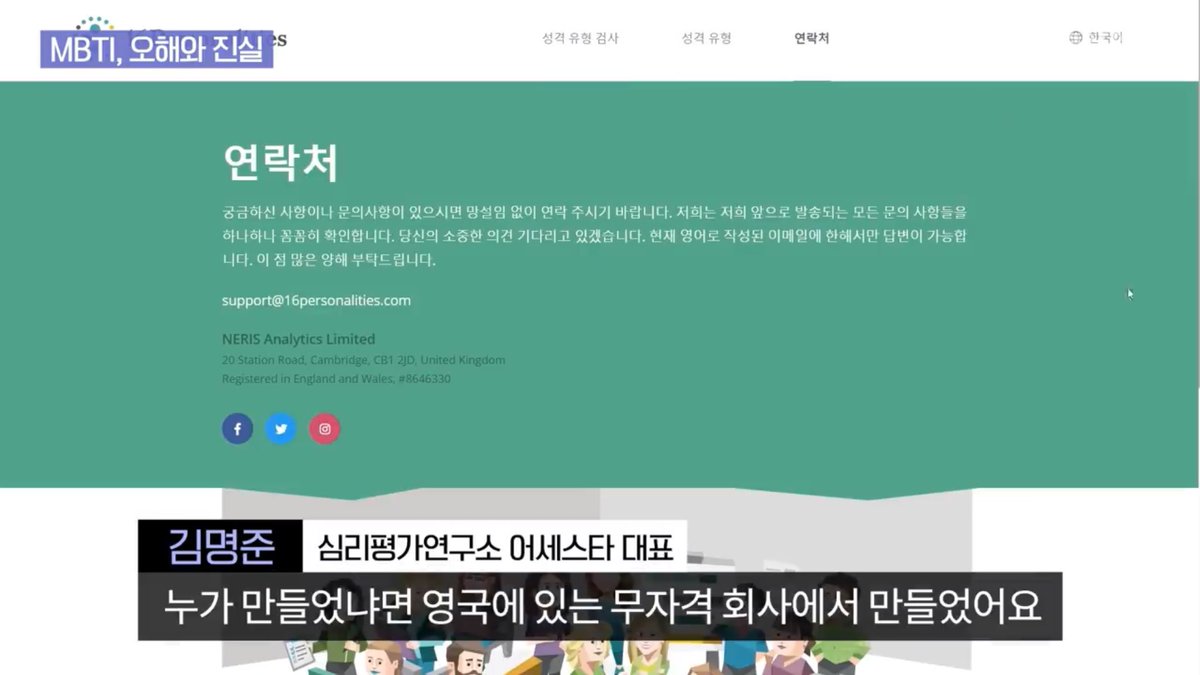 MBTI, 오해와 진실
es
성격 유형 검사
성격 유형
연락처
한국어
연락처
궁금하신 사항이나 문의사항이 있으시면 망설임 없이 연락 주시기 바랍니다. 저희는 저희 앞으로 발송되는 모든 문의 사항들을
하나하나 꼼꼼히 확인합니다. 당신의 소중한 의견 기다리고 있겠습니다. 현재 영어로 작성된 이메일에 한해서만 답변이 가능합
니다. 이 점 많은 양해 부탁드립니다.
support@16personalities.com
NERIS Analytics Limited
20 Station Road, Cambridge, CB1 2JD, United Kingdom
Registered in England and Wales, #8646330
김명준 심리평가연구소 어세스타 대표
누가 만들었냐면 영국에 있는 무자격 회사에서 만들었어요